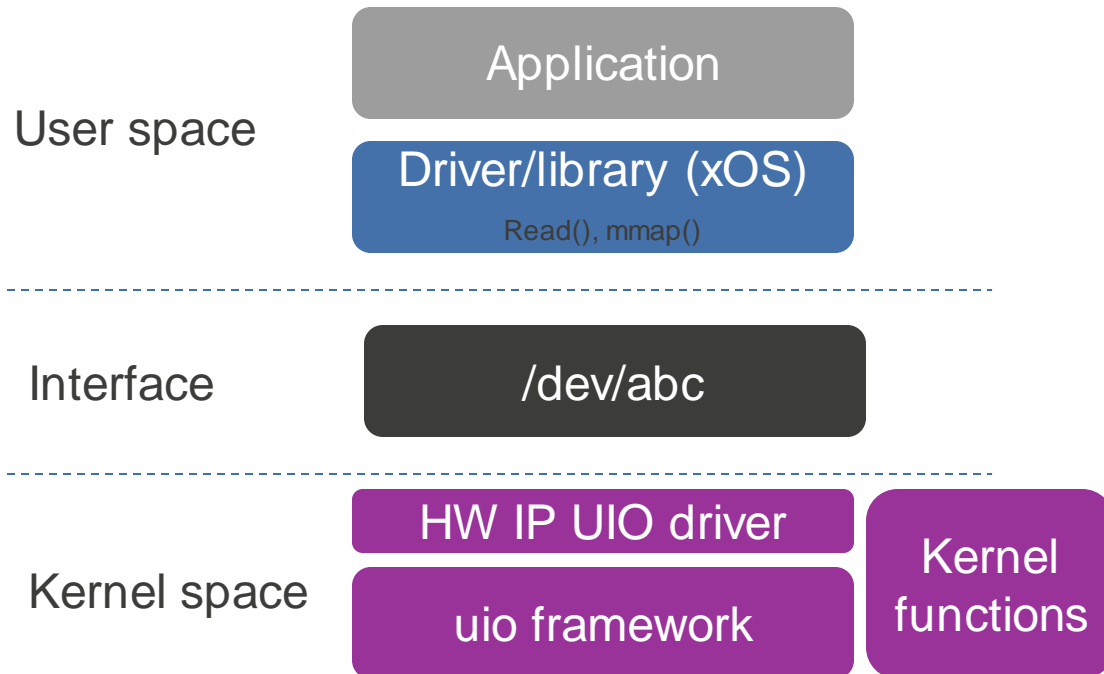 Application
User space
Driver/library (xOS)
Read(), mmap()
Interface
/dev/abc
HW IP UIO driver
Kernel space
uio framework
Kernel
functions